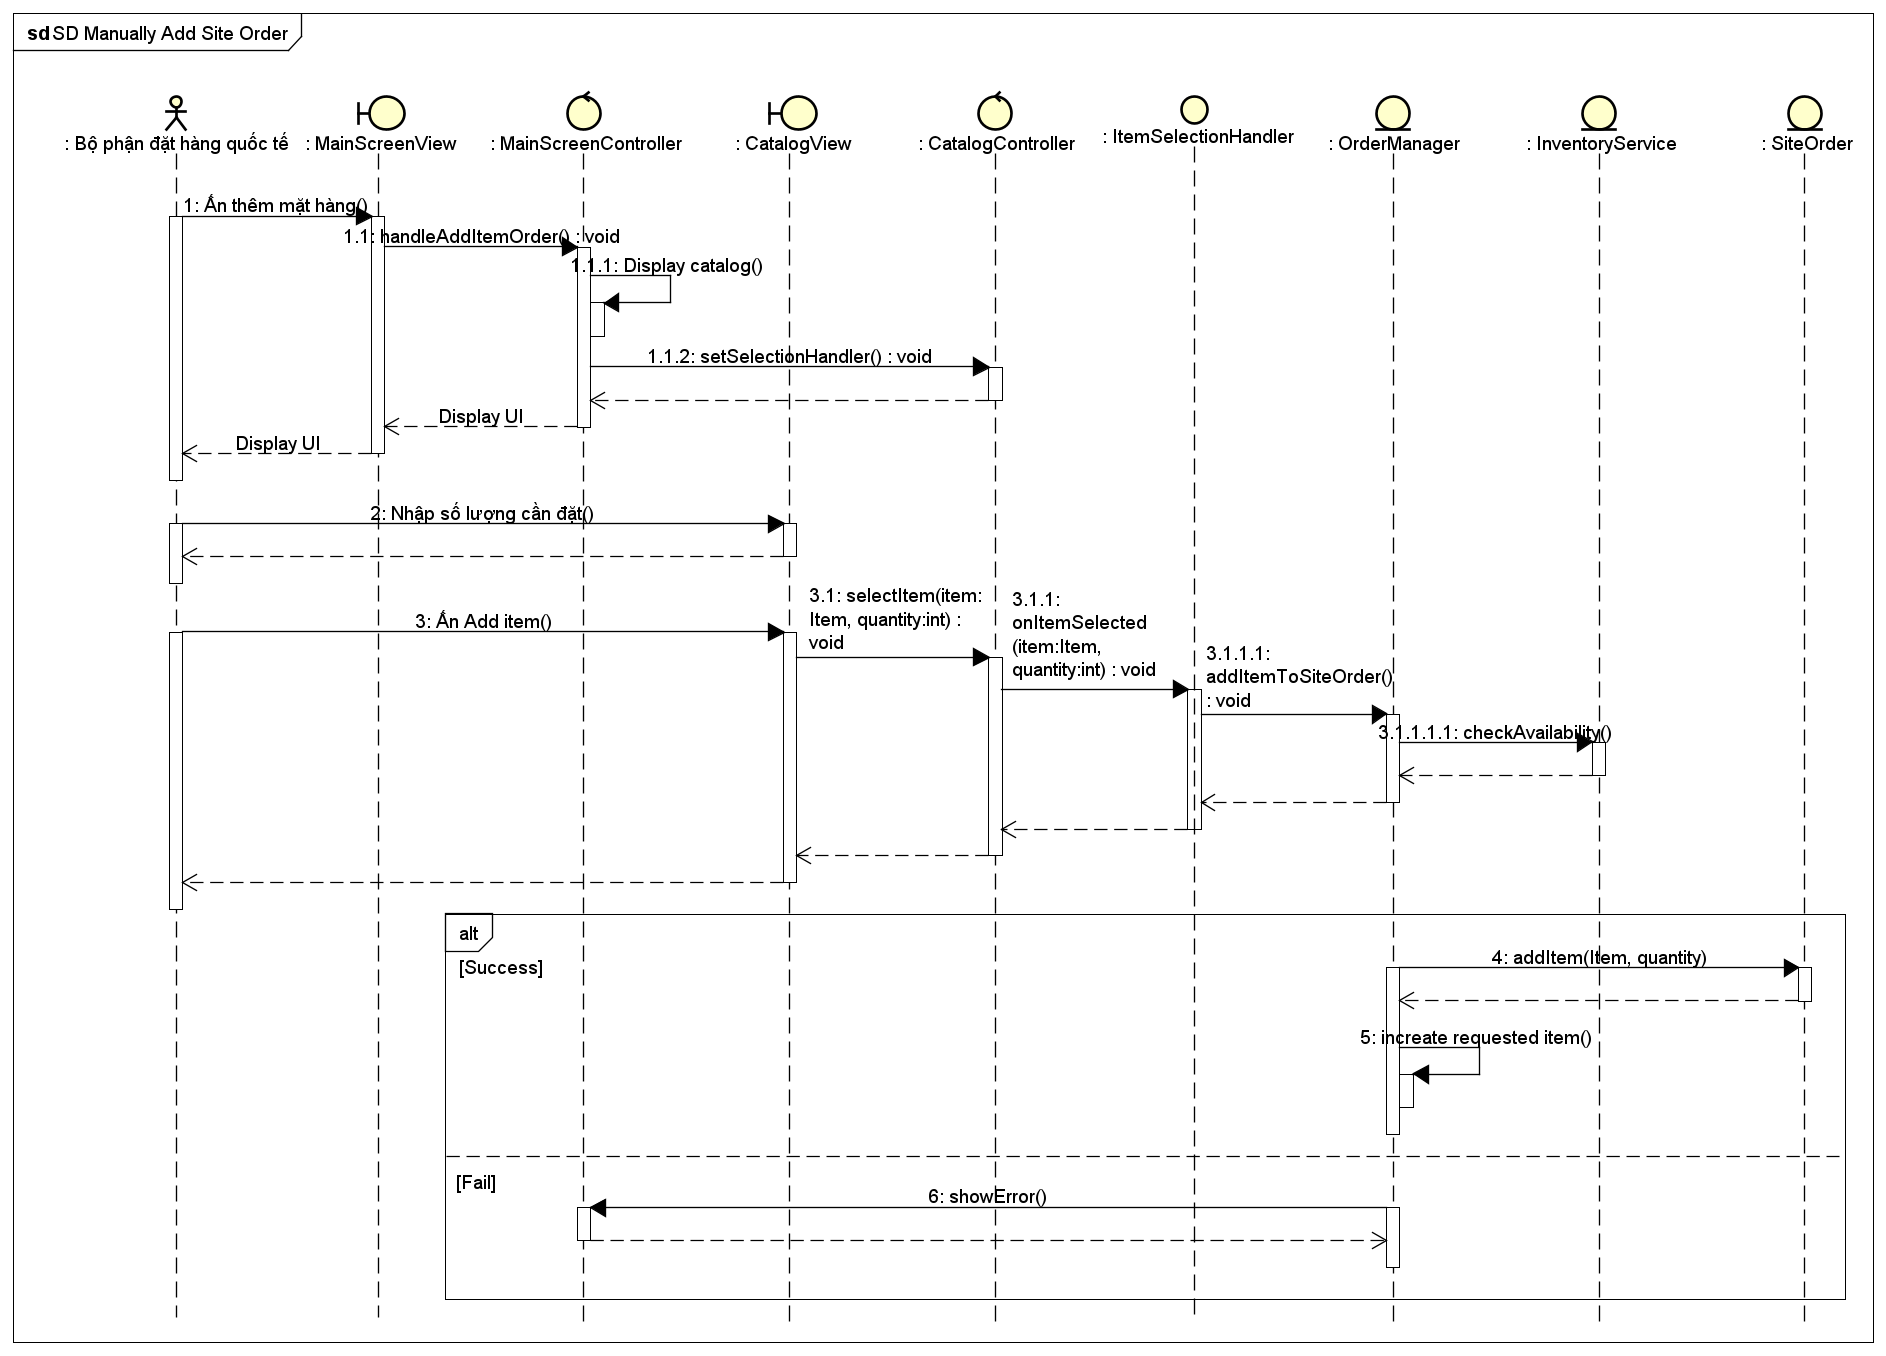 sd SD Manually Add Site Order
: Bộ phận đặt hàng quốc tế
: MainScreenView
: MainScreenController
: CatalogView
: CatalogController
: ItemSelectionHandler
: OrderManager
: InventoryService
: SiteOrder
1: Ấn thêm mặt hàng()
1.1: handleAddItemOrder() : void
1.1.1: Display catalog()
1.1.2: setSelectionHandler() : void
Display UI
Display UI
2: Nhập số lượng cần đặt()
3: Ấn Add item()
3.1: selectItem(item:
Item, quantity:int) :
void
3.1.1:
onItemSelected
(item:Item,
quantity:int) : void
3.1.1.1:
addItemToSiteOrder()
: void
3.1.1.1.1: checkAvailability()
alt
[Success]
4: addItem(Item, quantity)
5: increate requested item()
[Fail]
6: showError()